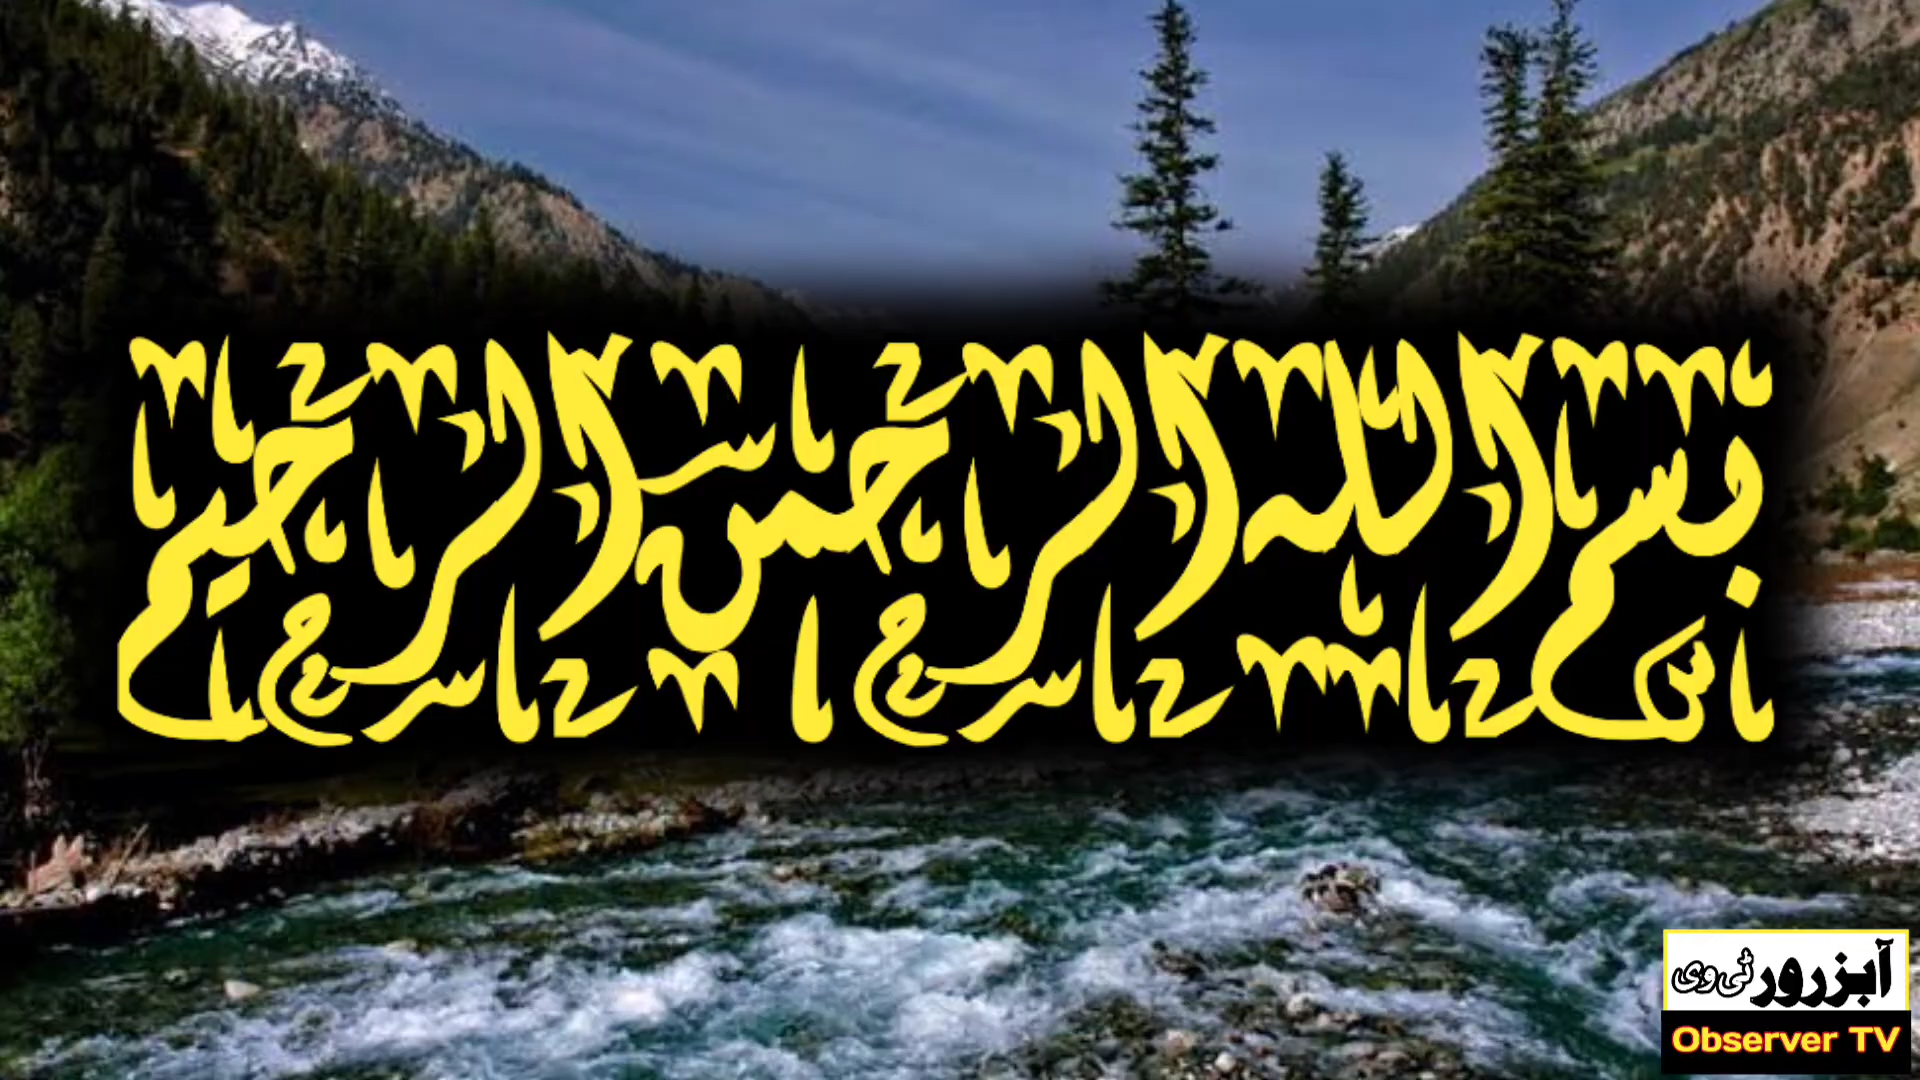 بسم الله الرحمن الرحيم
آبزرور ٹی وی
Observer TV